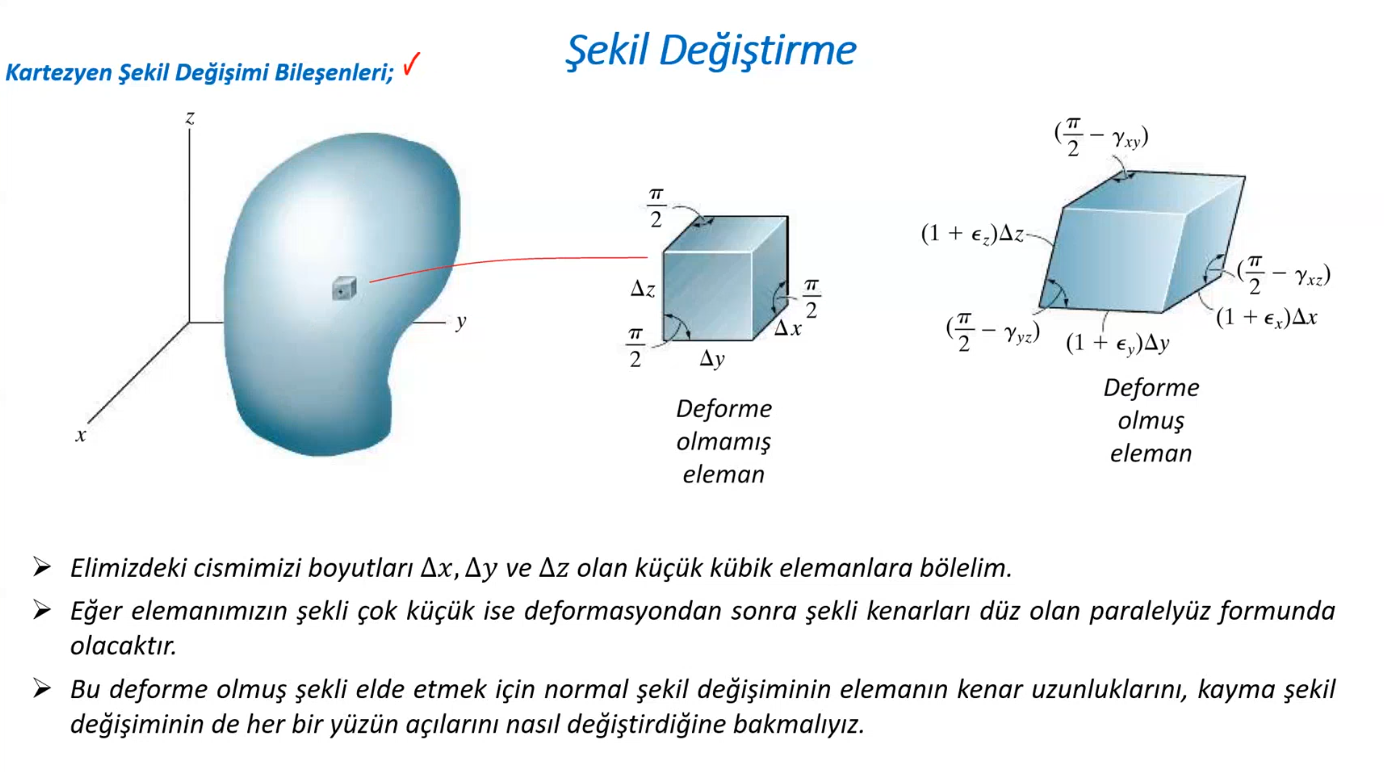 Şekil Değiştirme
Kartezyen Şekil Değişimi Bileşenleri;
z
y
x
π/2
Δz
π/2
Δy
Δx
π/2
Deforme
olmamış
eleman
(π/2 − γxy)
(1 + ϵz)Δz
(π/2 − γxz)
(1 + ϵx)Δx
(π/2 − γyz)
(1 + ϵy)Δy
Deforme
olmuş
eleman
➢ Elimizdeki cismimizi boyutları Δx, Δy ve Δz olan küçük kübik elemanlara bölelim.
➢ Eğer elemanımızın şekli çok küçük ise deformasyondan sonra şekli kenarları düz olan paralelyüz formunda
olacaktır.
➢ Bu deforme olmuş şekli elde etmek için normal şekil değişiminin elemanın kenar uzunluklarını, kayma şekil
değişiminin de her bir yüzün açılarını nasıl değiştirdiğine bakmalıyız.